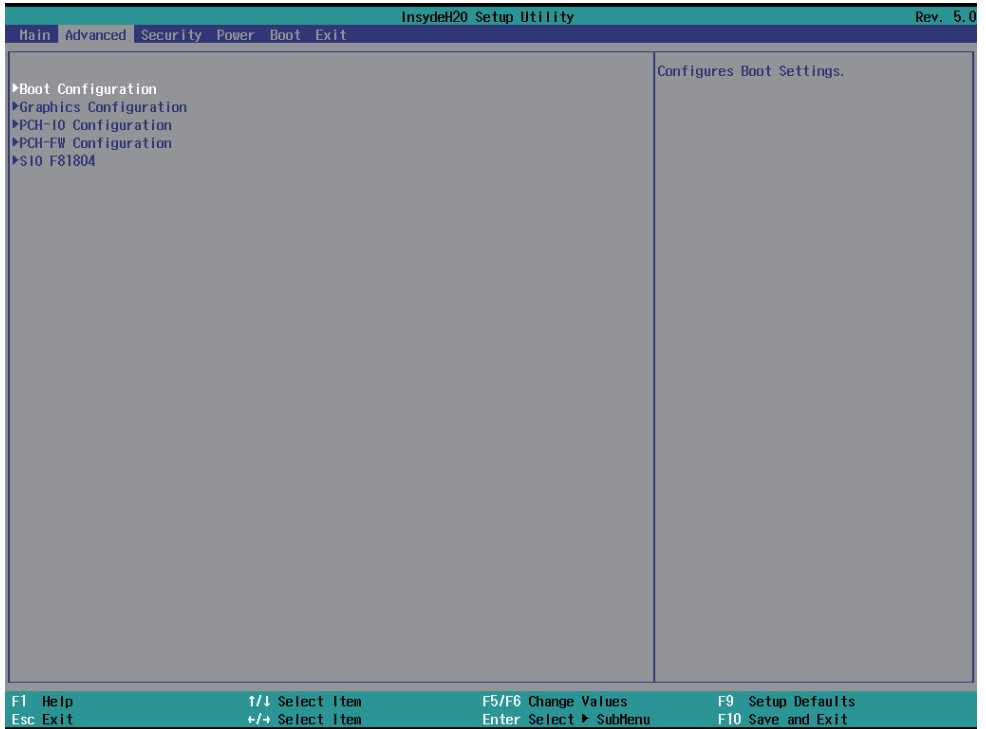 InsydeH20 Setup Utility Rev. 5.0
Main Advanced Security Power Boot Exit
▶Boot Configuration
▶Graphics Configuration
▶PCH-IO Configuration
▶PCH-FW Configuration
▶SIO F81804
Configures Boot Settings.
F1 Help ↑/↓ Select Item F5/F6 Change Values F9 Setup Defaults
Esc Exit ←/→ Select Item Enter Select ▶ SubMenu F10 Save and Exit